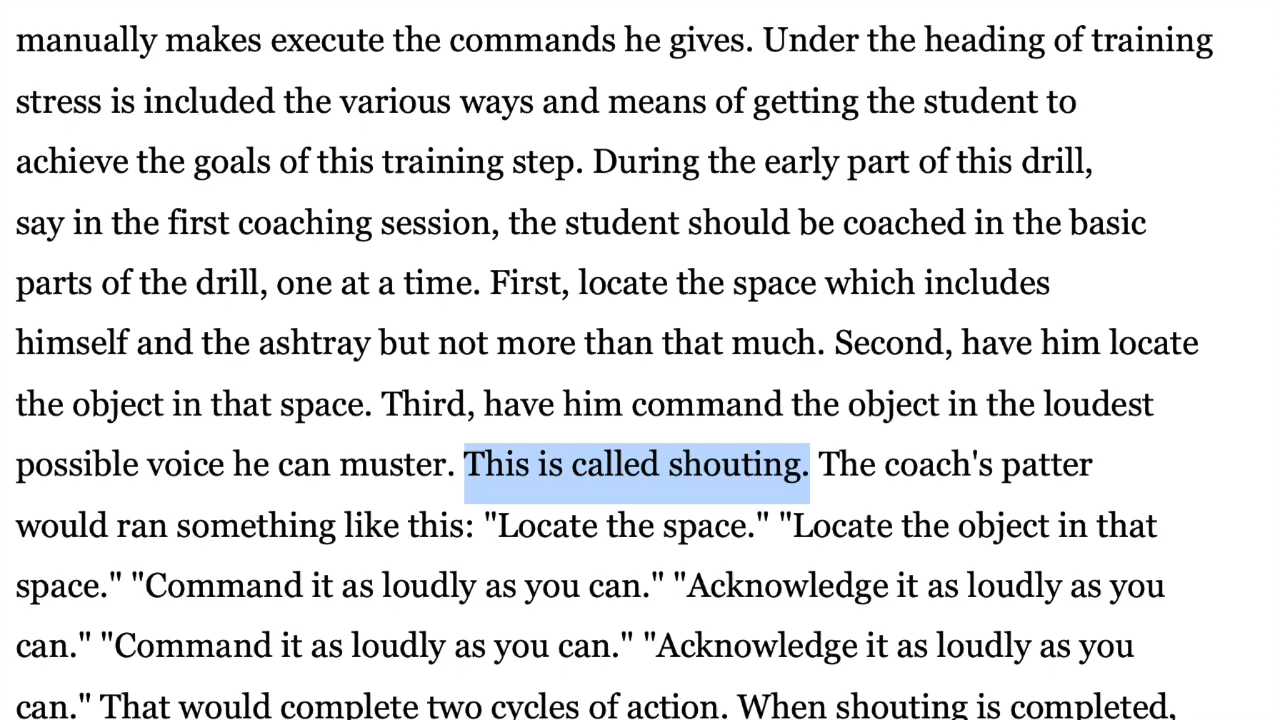 manually makes execute the commands he gives. Under the heading of training
stress is included the various ways and means of getting the student to
achieve the goals of this training step. During the early part of this drill,
say in the first coaching session, the student should be coached in the basic
parts of the drill, one at a time. First, locate the space which includes
himself and the ashtray but not more than that much. Second, have him locate
the object in that space. Third, have him command the object in the loudest
possible voice he can muster. This is called shouting. The coach's patter
would ran something like this: "Locate the space." "Locate the object in that
space." "Command it as loudly as you can." "Acknowledge it as loudly as you
can." "Command it as loudly as you can." "Acknowledge it as loudly as you
can." That would complete two cycles of action. When shouting is completed,